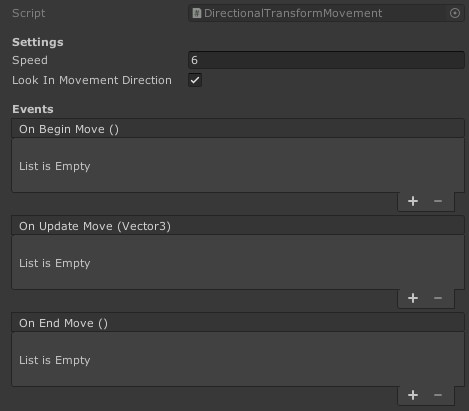 Script DirectionalTransformMovement
Settings
Speed 6
Look In Movement Direction
Events
On Begin Move ()
List is Empty
+ −
On Update Move (Vector3)
List is Empty
+ −
On End Move ()
List is Empty
+ −